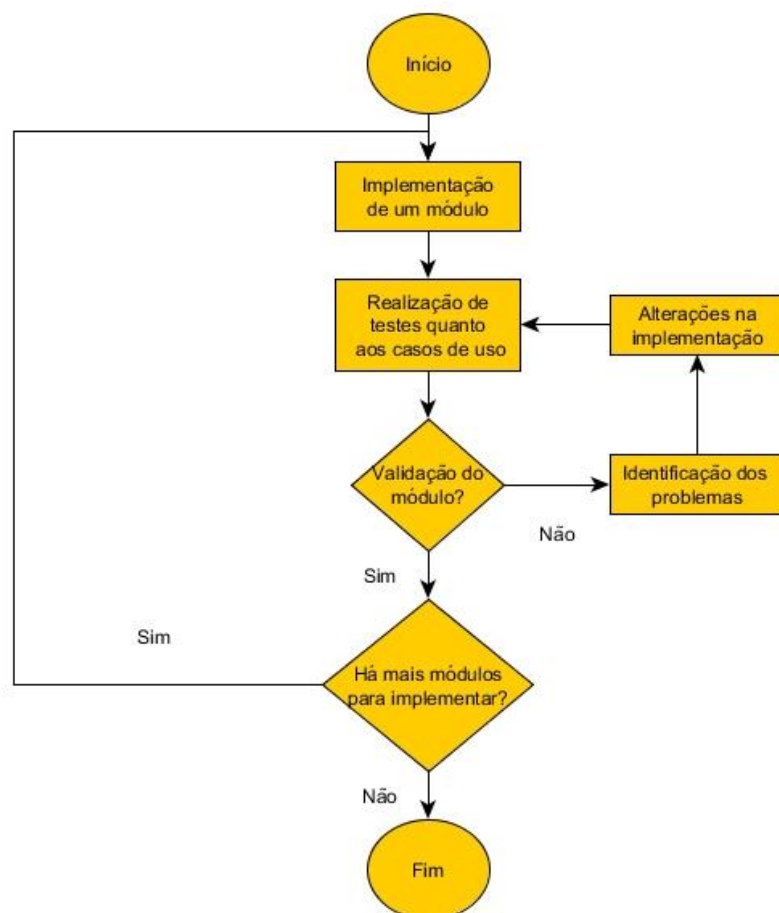 Início
Implementação
de um módulo
Realização de
testes quanto
aos casos de uso
Alterações na
implementação
Validação do
módulo?
Identificação dos
problemas
Não
Sim
Sim
Há mais módulos
para implementar?
Não
Fim